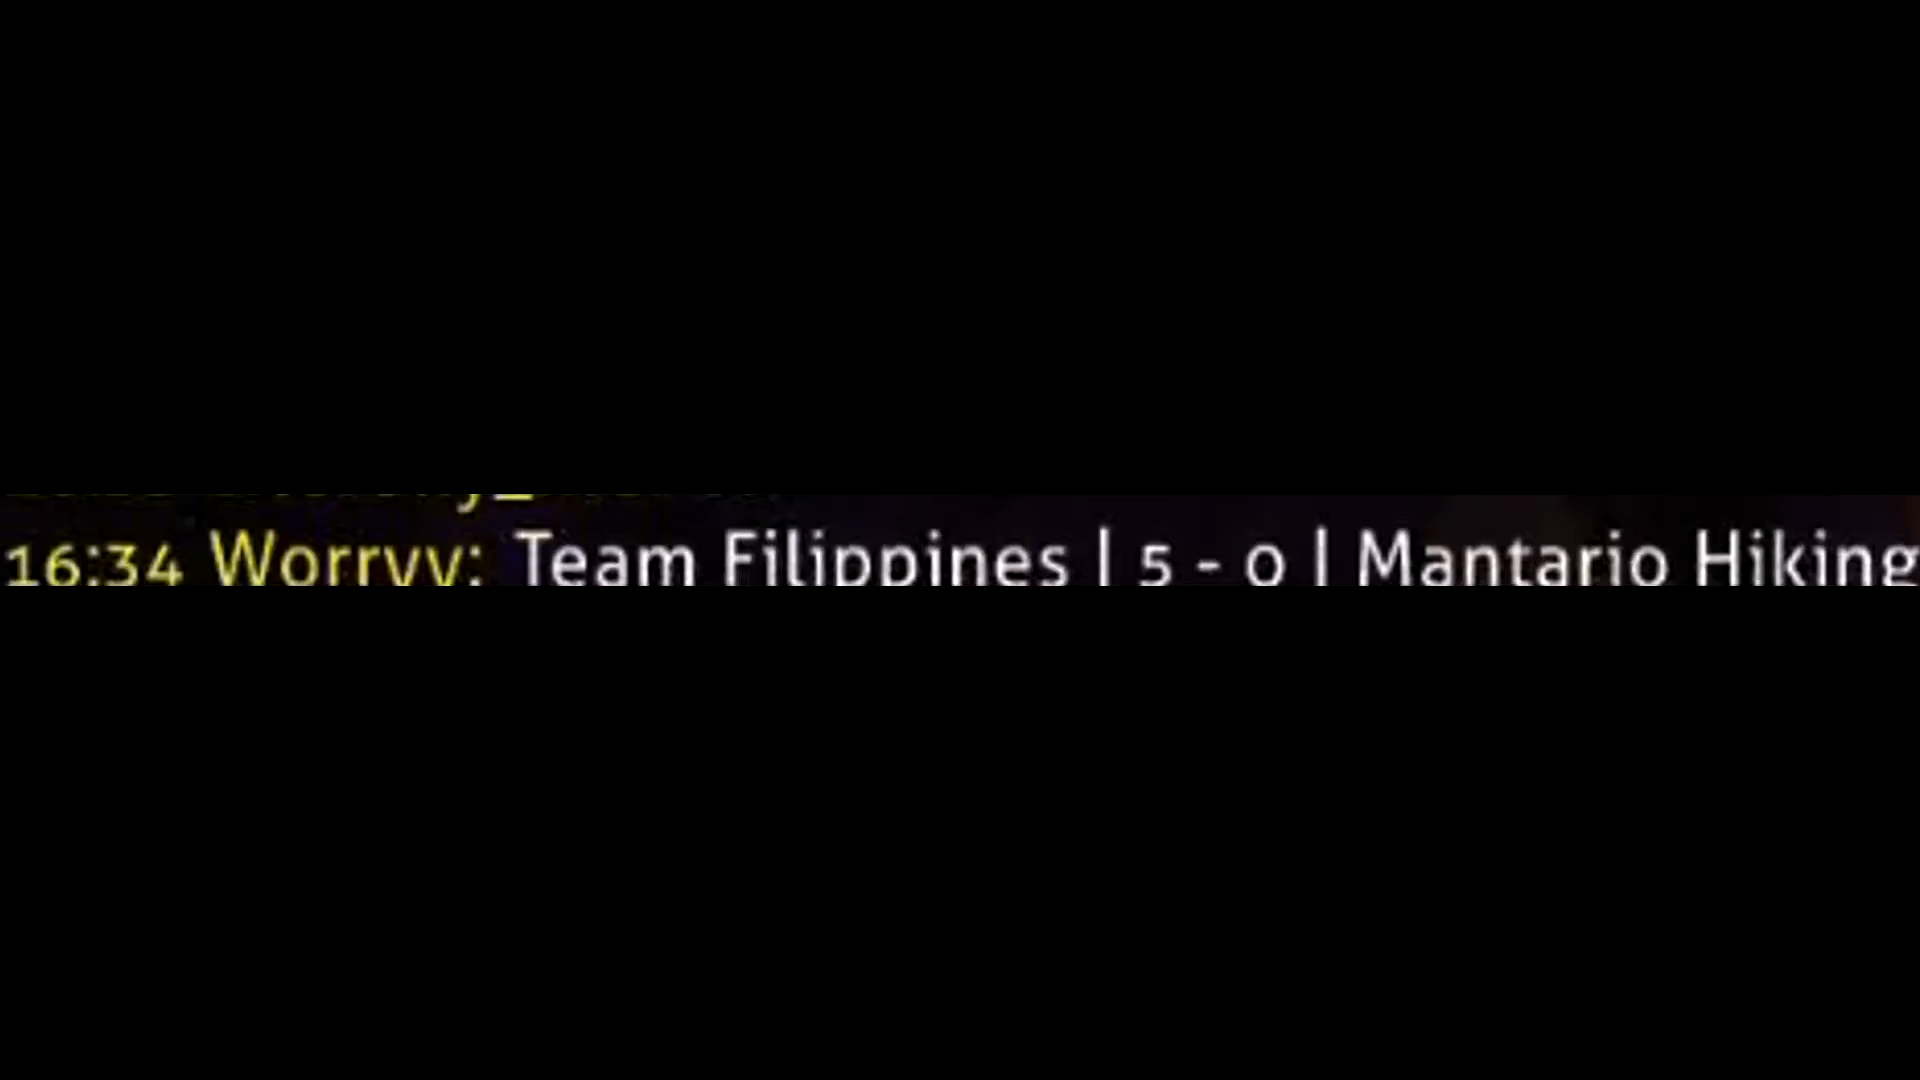 16:34 Worryy: Team Filippines | 5 - 0 | Mantario Hiking